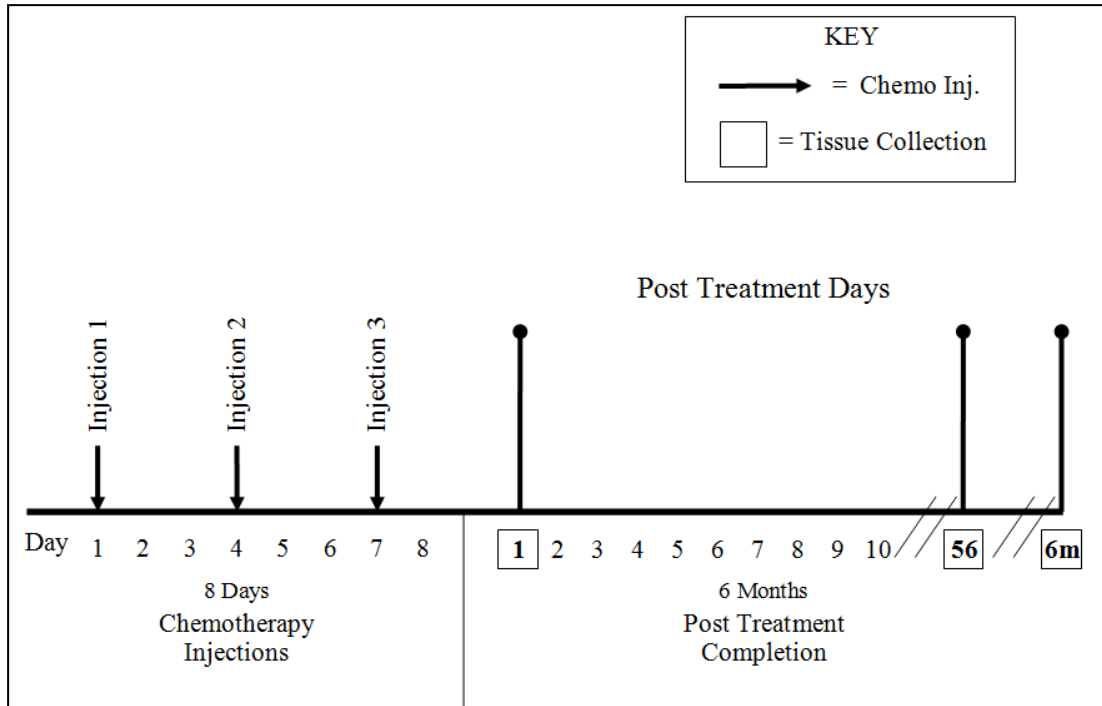 KEY
= Chemo Inj.
= Tissue Collection
Post Treatment Days
Injection 1
Injection 2
Injection 3
Day 1 2 3 4 5 6 7 8 1 2 3 4 5 6 7 8 9 10 56 6m
8 Days
Chemotherapy
Injections
6 Months
Post Treatment
Completion